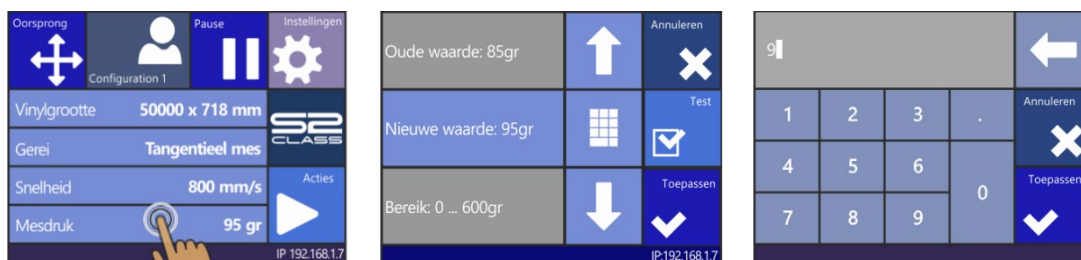 Oorsprong
Configuration 1
Pause
Instellingen
Vinylgrootte 50000 x 718 mm
S2
CLASS
Gerei Tangentieel mes
Snelheid 800 mm/s
Acties
Mesdruk 95 gr
IP 192.168.1.7
Oude waarde: 85gr
Annuleren
Nieuwe waarde: 95gr
Test
Bereik: 0 ... 600gr
Toepassen
IP:192.168.1.7
9
1 2 3 .
Annuleren
4 5 6 0
Toepassen
7 8 9